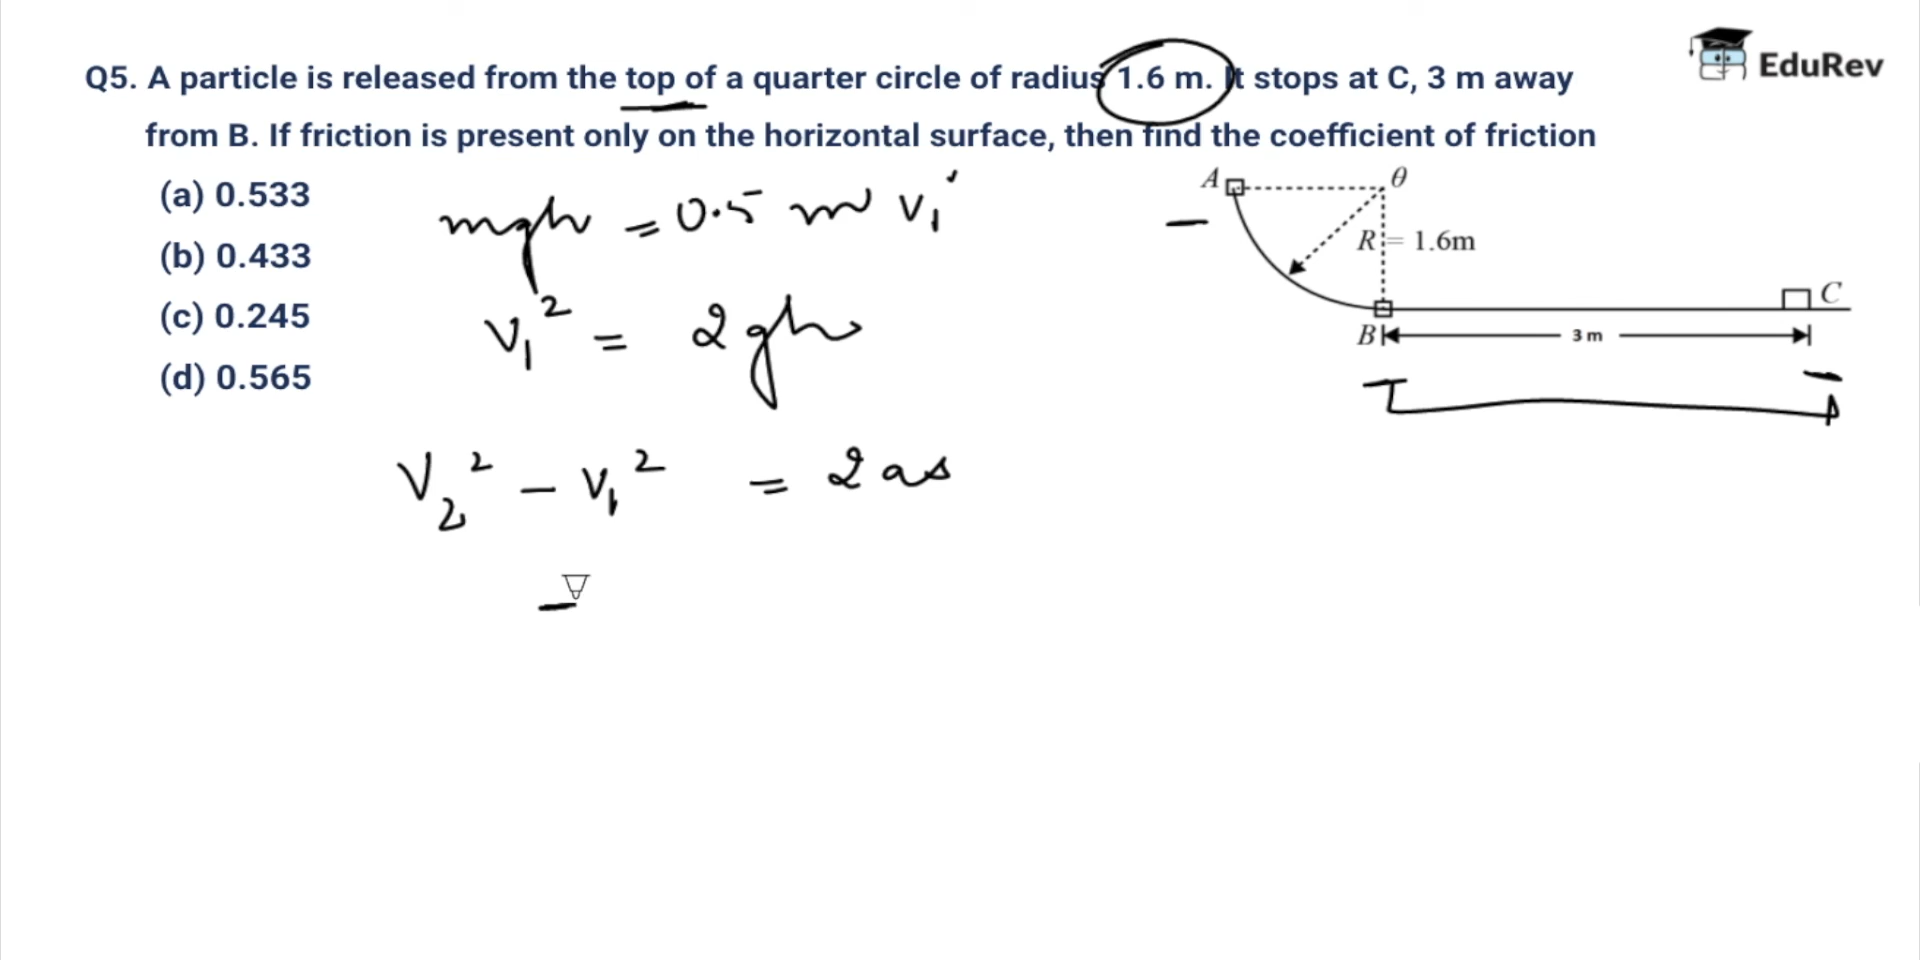 EduRev
Q5. A particle is released from the top of a quarter circle of radius 1.6 m. It stops at C, 3 m away
from B. If friction is present only on the horizontal surface, then find the coefficient of friction
(a) 0.533
(b) 0.433
(c) 0.245
(d) 0.565
mgh = 0.5 m v₁
v₁² = 2gh
v₂² - v₁² = 2as
A
θ
R = 1.6m
C
B
3 m